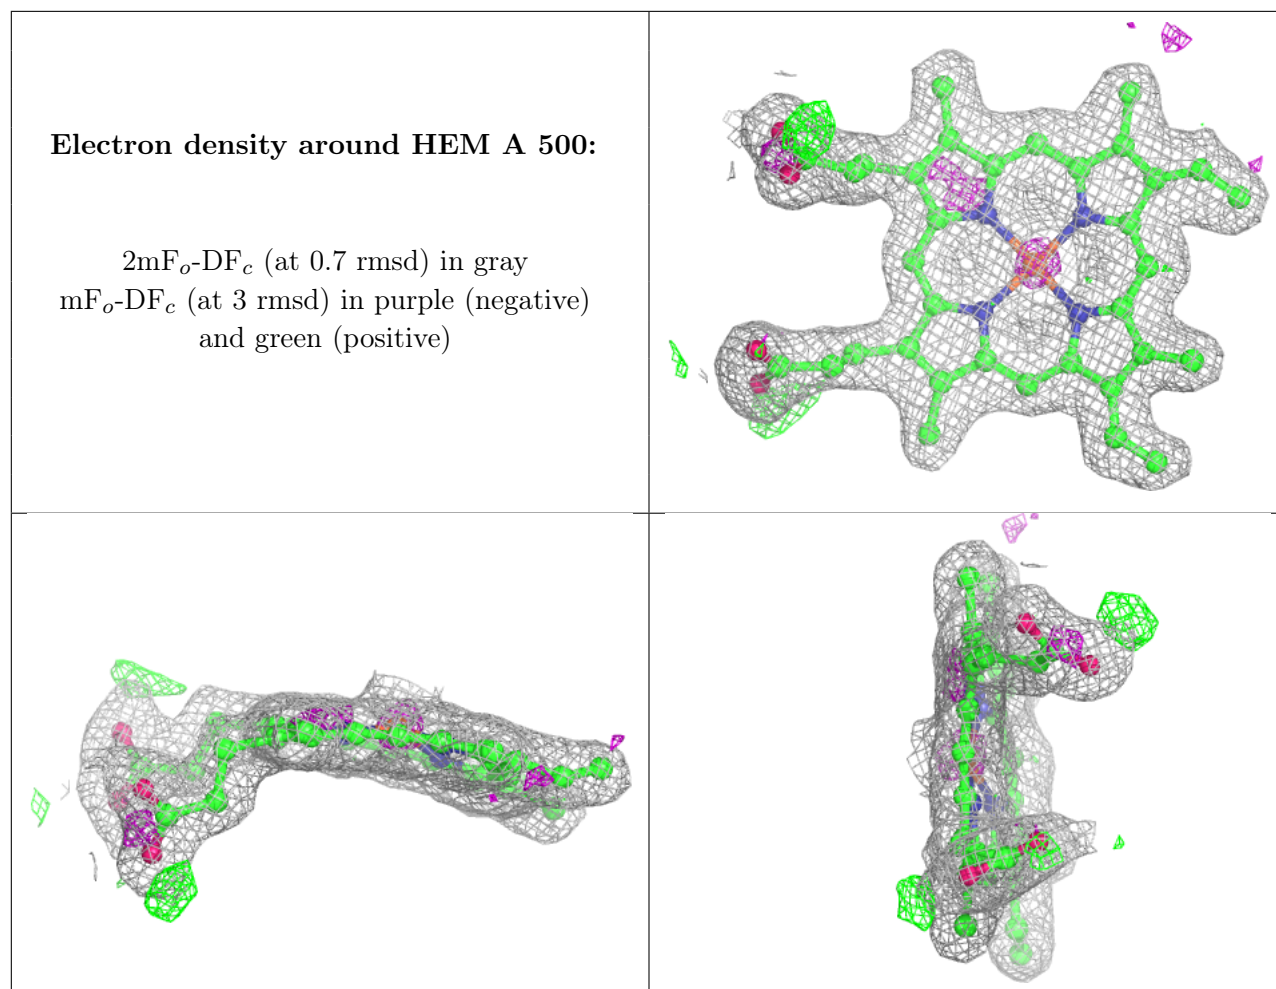 Electron density around HEM A 500:
2mFo-DFc (at 0.7 rmsd) in gray
mFo-DFc (at 3 rmsd) in purple (negative)
and green (positive)